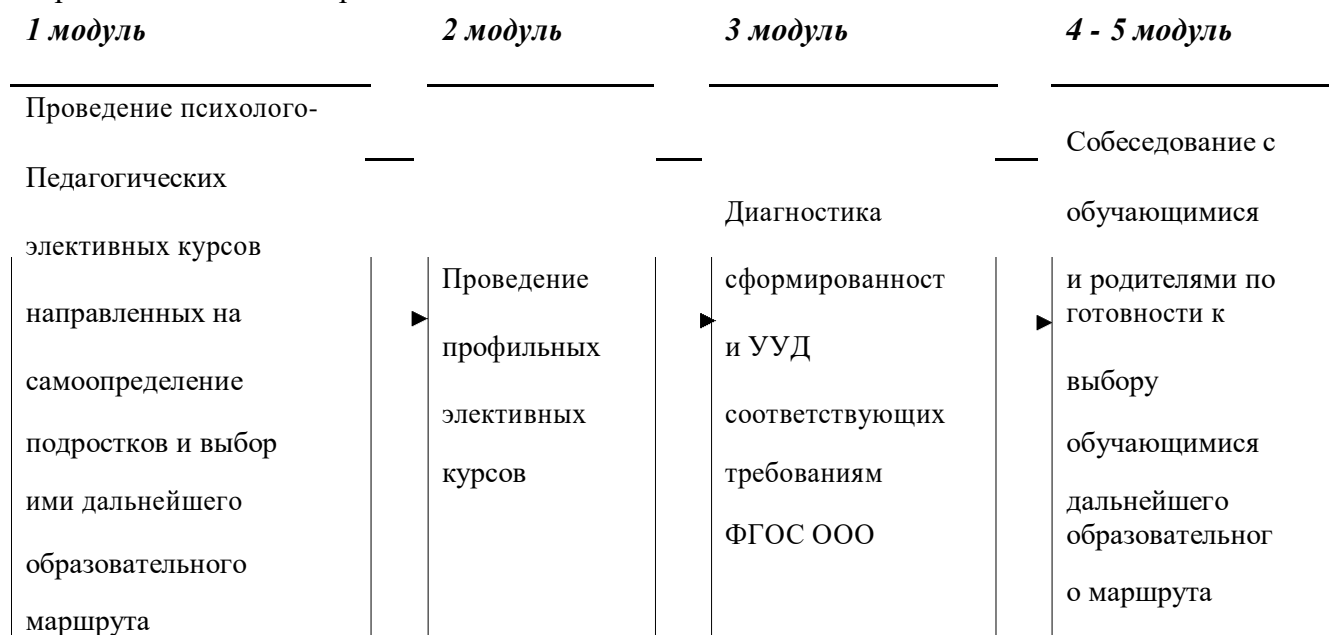 1 модуль
2 модуль
3 модуль
4 - 5 модуль
Проведение психолого-
Педагогических
элективных курсов
направленных на
самоопределение
подростков и выбор
ими дальнейшего
образовательного
маршрута
Проведение
профильных
элективных
курсов
Диагностика
сформированност
и УУД
соответствующих
требованиям
ФГОС ООО
Собеседование с
обучающимися
и родителями по
готовности к
выбору
обучающимися
дальнейшего
образовательног
о маршрута